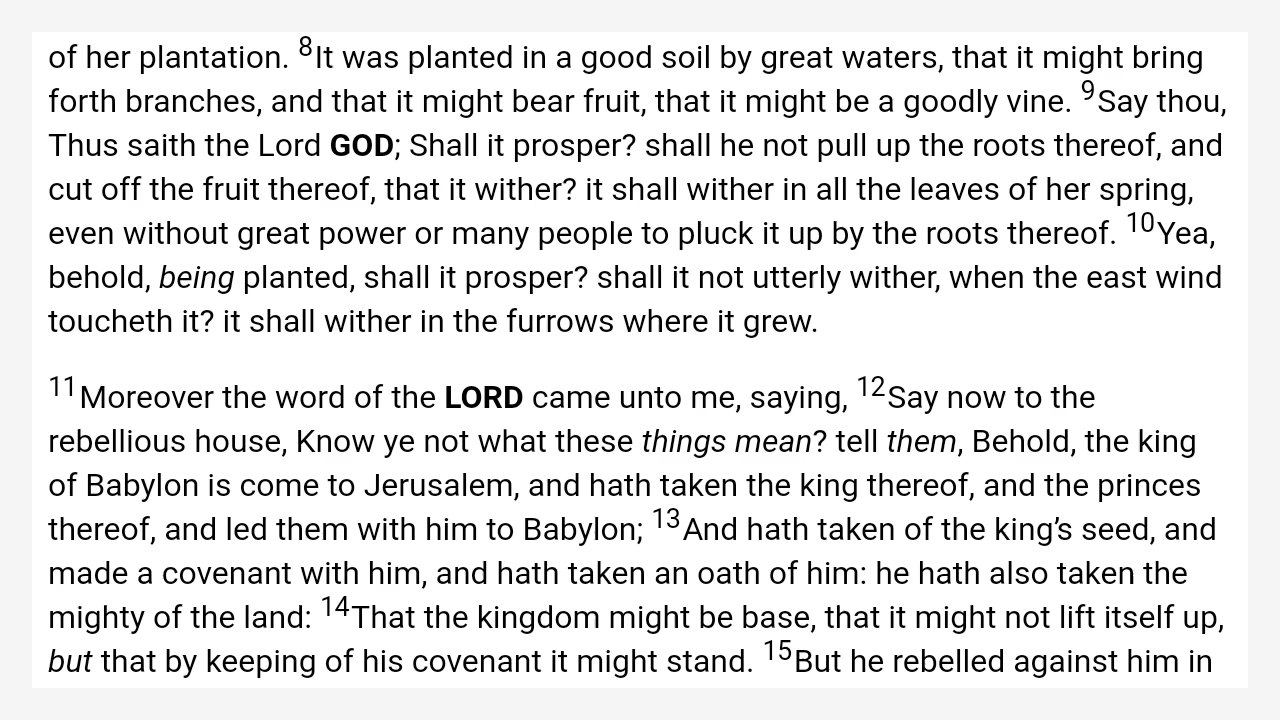 of her plantation. 8It was planted in a good soil by great waters, that it might bring
forth branches, and that it might bear fruit, that it might be a goodly vine. 9Say thou,
Thus saith the Lord GOD; Shall it prosper? shall he not pull up the roots thereof, and
cut off the fruit thereof, that it wither? it shall wither in all the leaves of her spring,
even without great power or many people to pluck it up by the roots thereof. 10Yea,
behold, being planted, shall it prosper? shall it not utterly wither, when the east wind
toucheth it? it shall wither in the furrows where it grew.
11Moreover the word of the LORD came unto me, saying, 12Say now to the
rebellious house, Know ye not what these things mean? tell them, Behold, the king
of Babylon is come to Jerusalem, and hath taken the king thereof, and the princes
thereof, and led them with him to Babylon; 13And hath taken of the king’s seed, and
made a covenant with him, and hath taken an oath of him: he hath also taken the
mighty of the land: 14That the kingdom might be base, that it might not lift itself up,
but that by keeping of his covenant it might stand. 15But he rebelled against him in